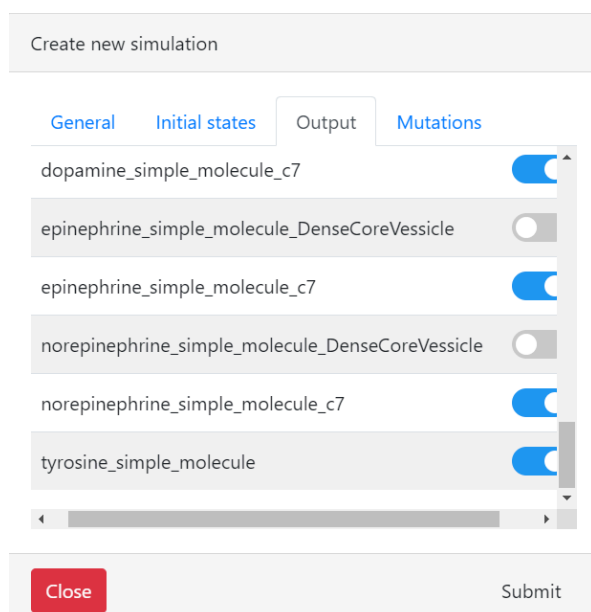 Create new simulation
General Initial states Output Mutations
dopamine_simple_molecule_c7
epinephrine_simple_molecule_DenseCoreVessicle
epinephrine_simple_molecule_c7
norepinephrine_simple_molecule_DenseCoreVessicle
norepinephrine_simple_molecule_c7
tyrosine_simple_molecule
Close Submit